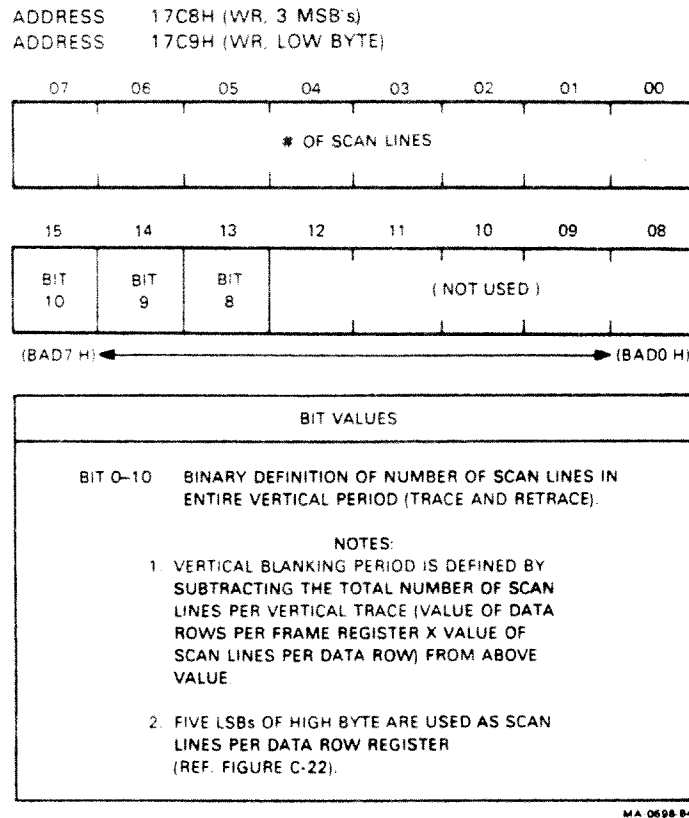 ADDRESS 17C8H (WR, 3 MSB's)
ADDRESS 17C9H (WR, LOW BYTE)
07 06 05 04 03 02 01 00
# OF SCAN LINES
15 14 13 12 11 10 09 08
BIT 10 BIT 9 BIT 8 (NOT USED)
(BAD7 H) (BAD0 H)
BIT VALUES
BIT 0–10 BINARY DEFINITION OF NUMBER OF SCAN LINES IN
ENTIRE VERTICAL PERIOD (TRACE AND RETRACE).
NOTES:
1. VERTICAL BLANKING PERIOD IS DEFINED BY
SUBTRACTING THE TOTAL NUMBER OF SCAN
LINES PER VERTICAL TRACE (VALUE OF DATA
ROWS PER FRAME REGISTER X VALUE OF
SCAN LINES PER DATA ROW) FROM ABOVE
VALUE.
2. FIVE LSBs OF HIGH BYTE ARE USED AS SCAN
LINES PER DATA ROW REGISTER
(REF. FIGURE C-22).